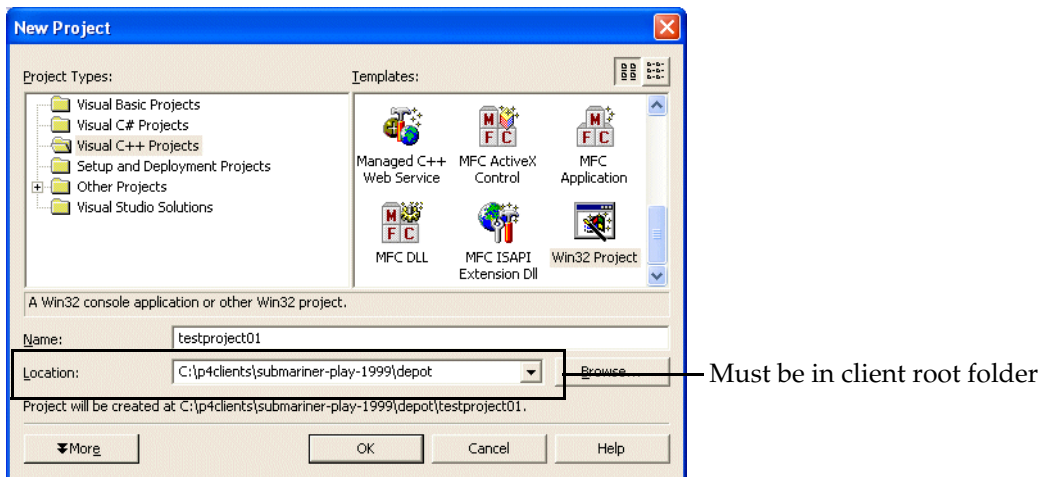 New Project
Project Types:
Templates:
Visual Basic Projects
Visual C# Projects
Visual C++ Projects
Setup and Deployment Projects
Other Projects
Visual Studio Solutions
Managed C++
Web Service
MFC ActiveX
Control
MFC
Application
MFC DLL
MFC ISAPI
Extension Dll
Win32 Project
A Win32 console application or other Win32 project.
Name:
testproject01
Location:
C:\p4clients\submariner-play-1999\depot
Browse...
Must be in client root folder
Project will be created at C:\p4clients\submariner-play-1999\depot\testproject01.
More
OK
Cancel
Help